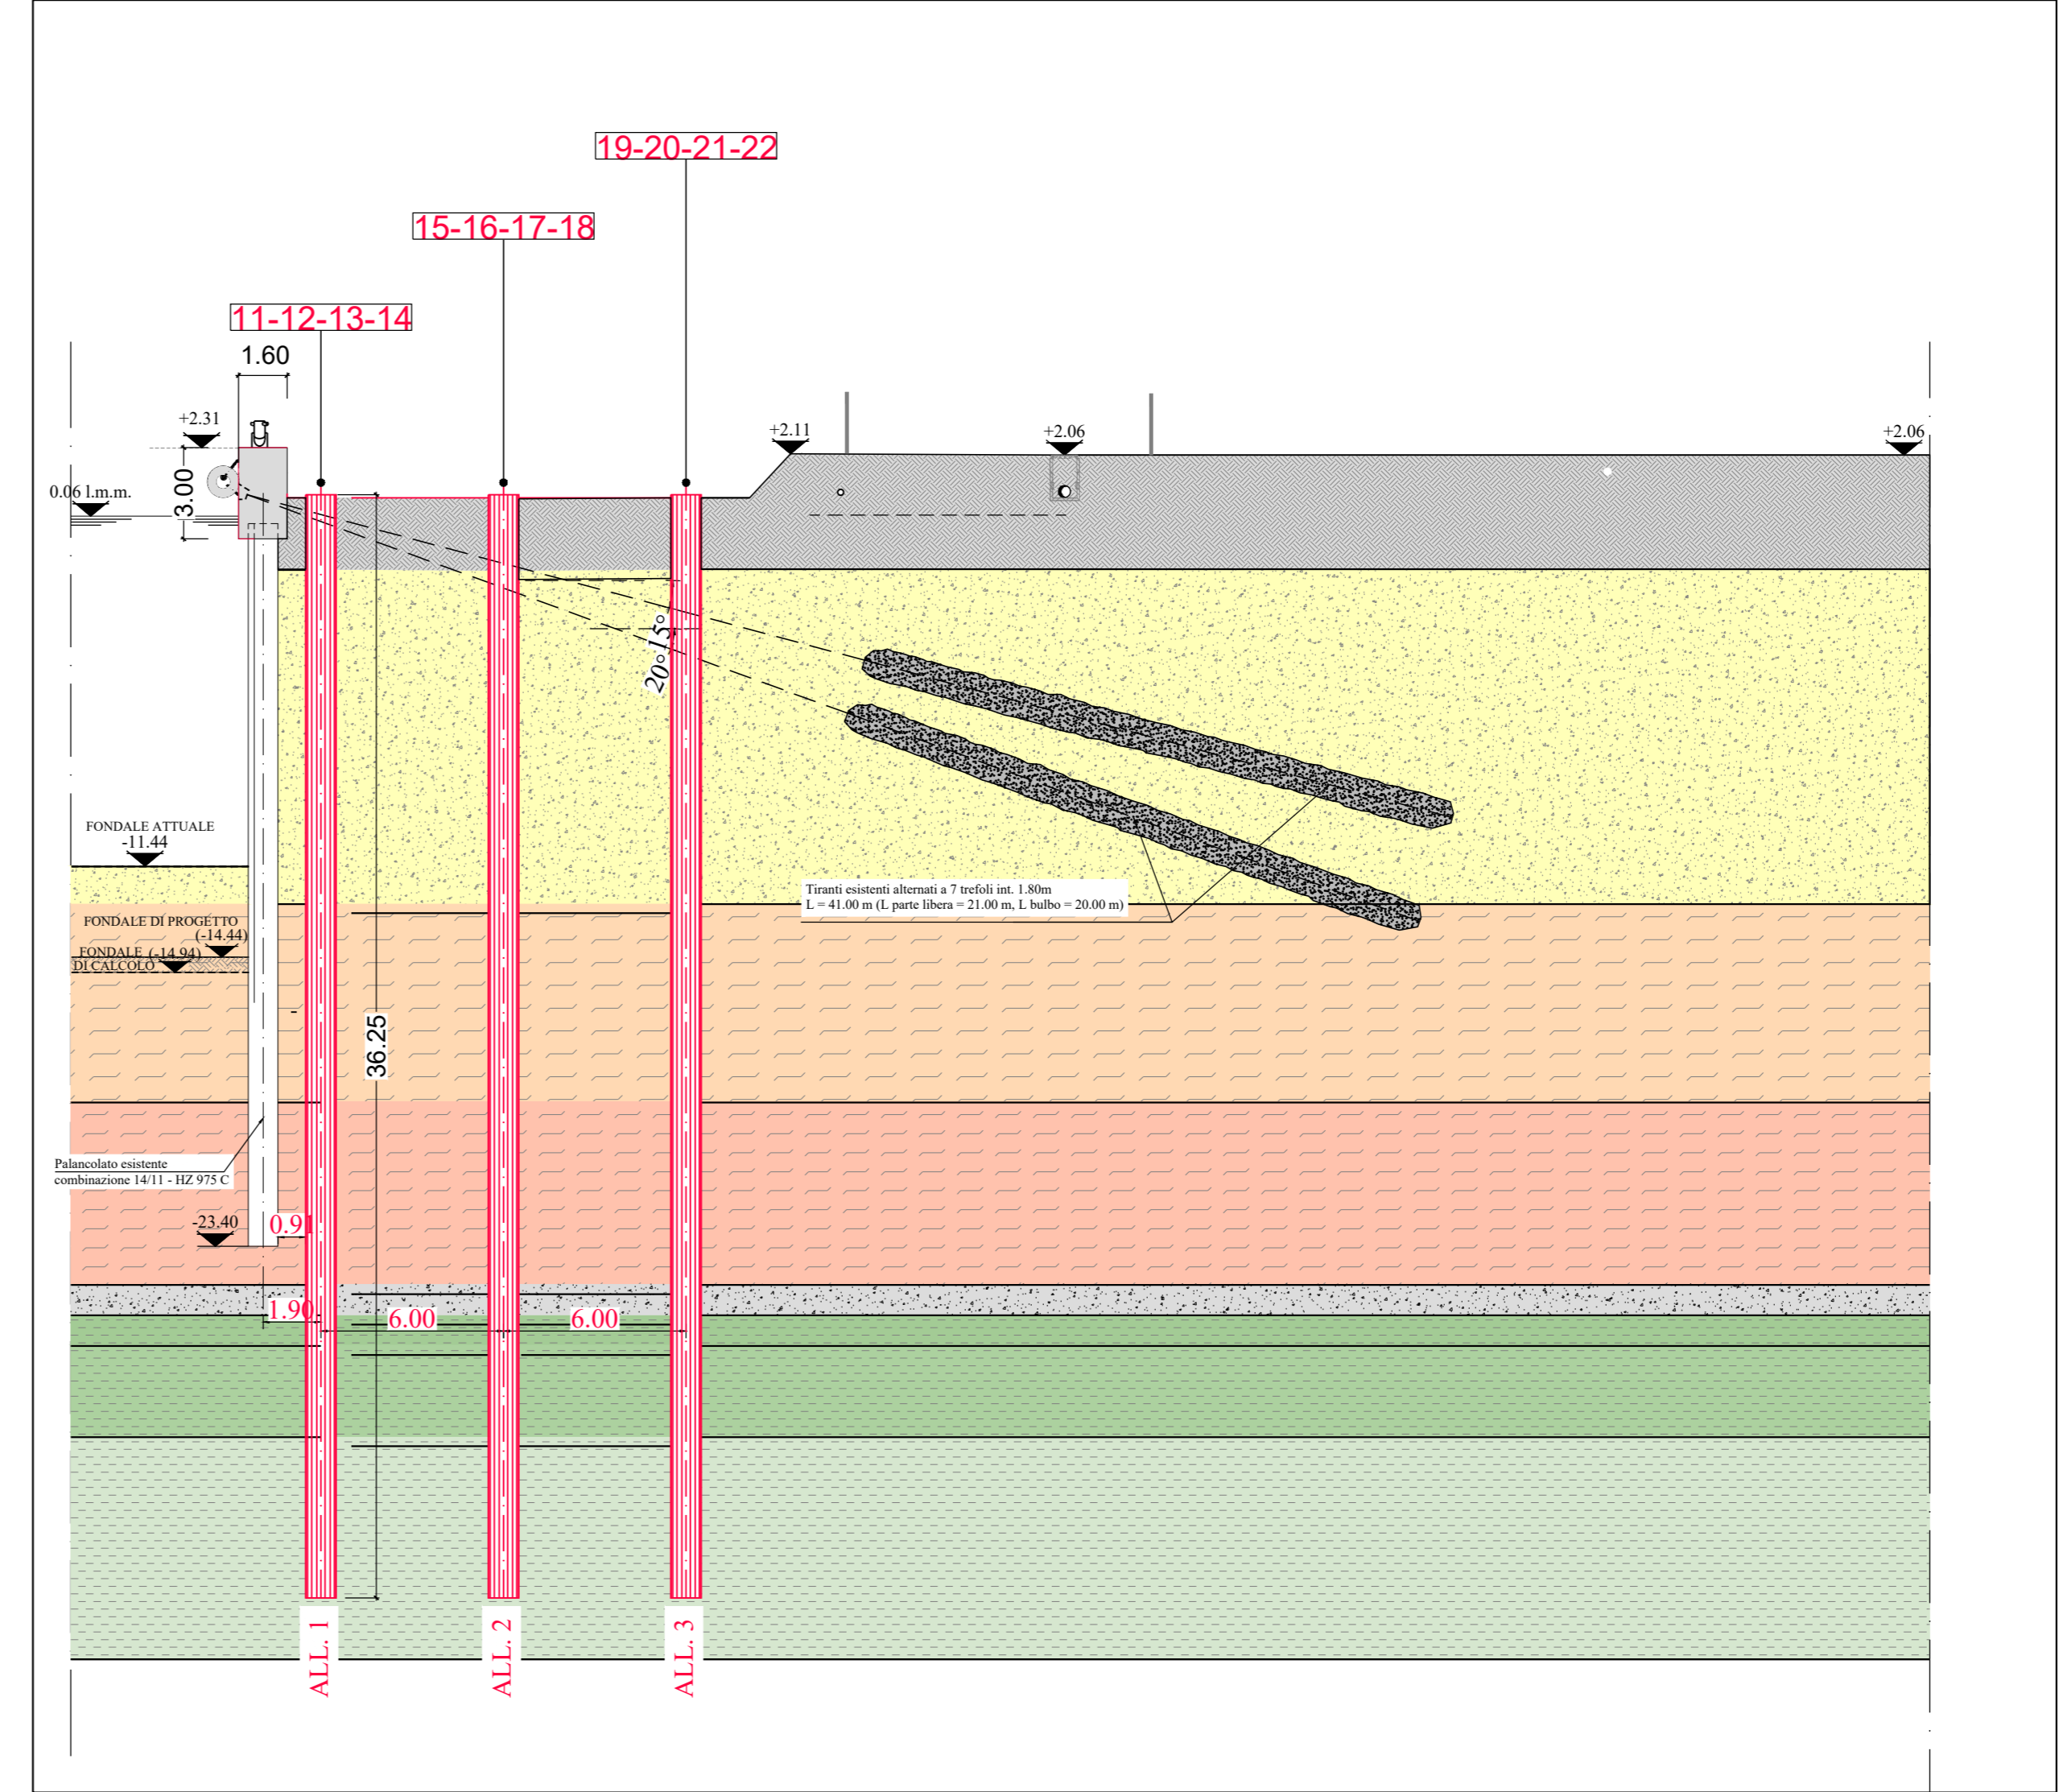 19-20-21-22
15-16-17-18
11-12-13-14
1.60
+2.31
3.00
0.06 l.m.m.
+2.11
+2.06
+2.06
15°
20°
FONDALE ATTUALE
-11.44
Tiranti esistenti alternati a 7 trefoli int. 1.80m
L = 41.00 m (L parte libera = 21.00 m, L bulbo = 20.00 m)
FONDALE DI PROGETTO
(-14.44)
FONDALE (-14.94)
DI CALCOLO
36.25
Palancolato esistente
combinazione 14/11 - HZ 975 C
-23.40
0.91
1.90
6.00
6.00
ALL. 1
ALL. 2
ALL. 3